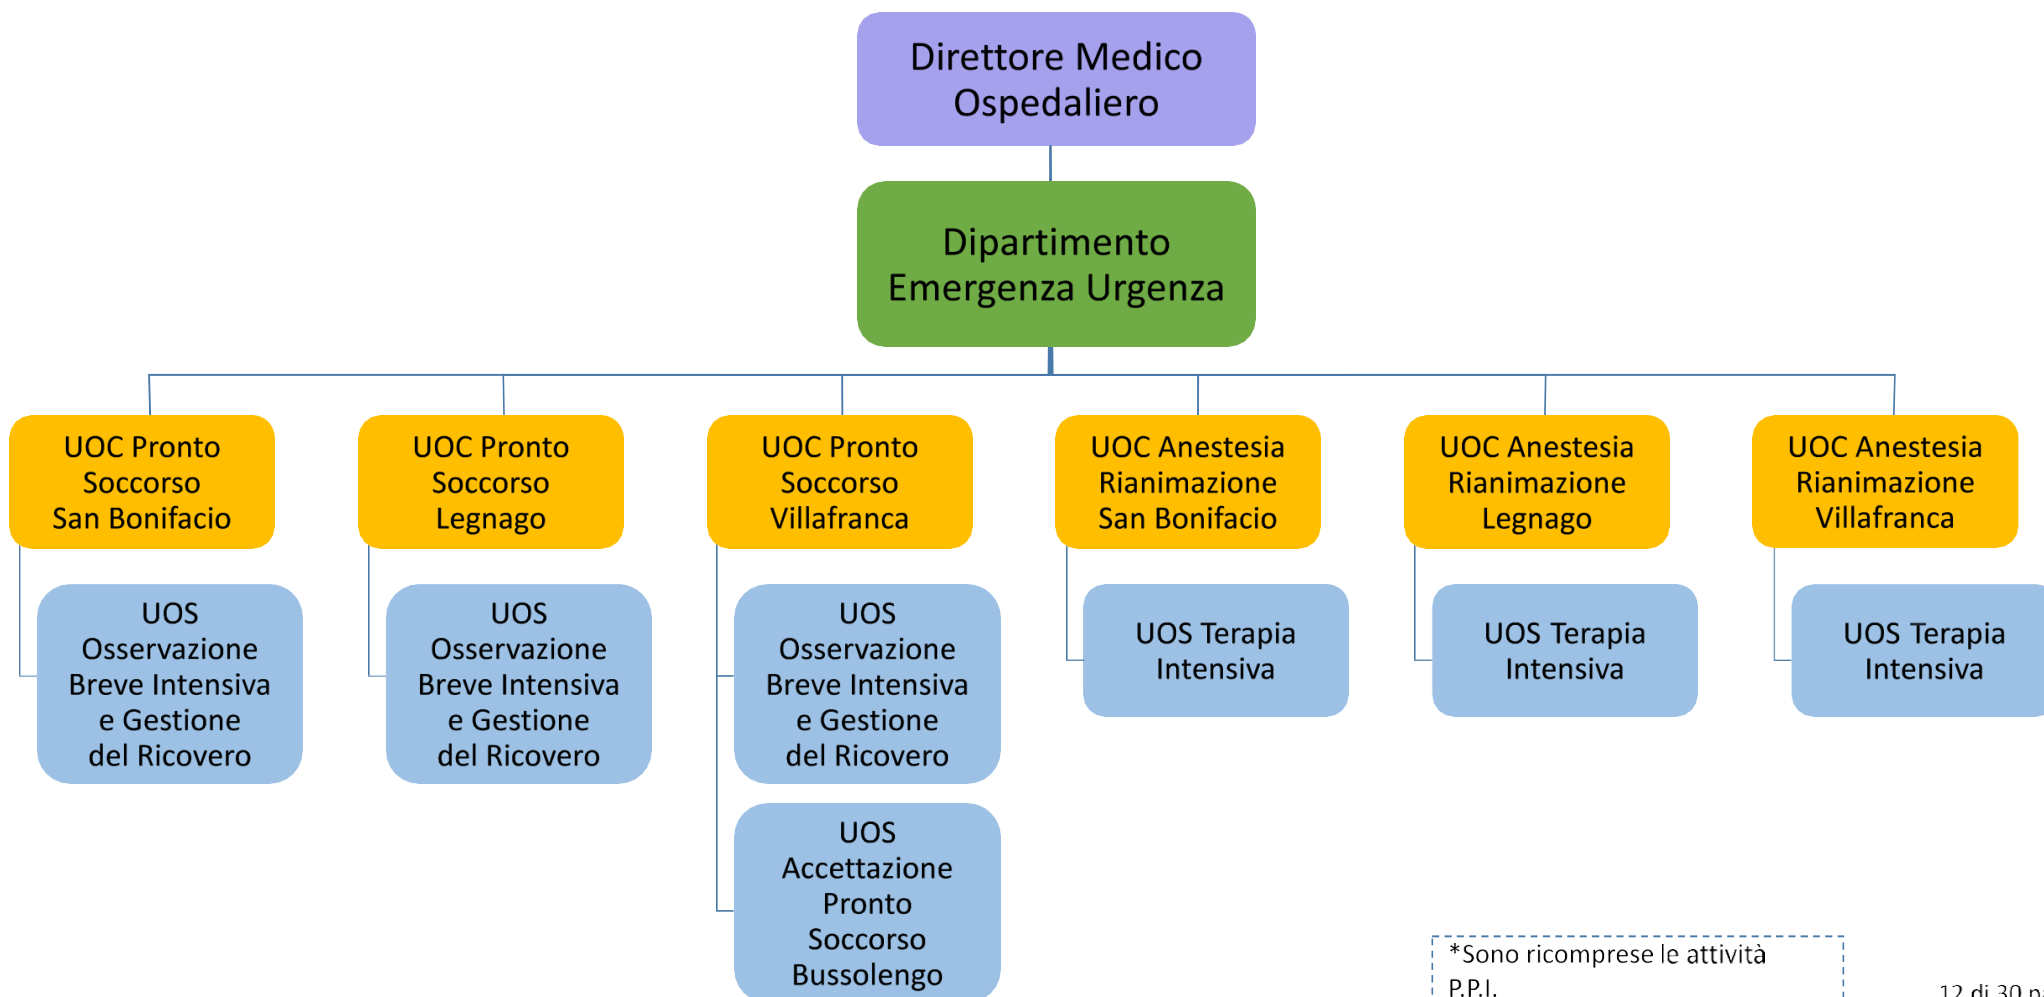 Direttore Medico
Ospedaliero
Dipartimento
Emergenza Urgenza
UOC Pronto
Soccorso
San Bonifacio
UOC Pronto
Soccorso
Legnago
UOC Pronto
Soccorso
Villafranca
UOC Anestesia
Rianimazione
San Bonifacio
UOC Anestesia
Rianimazione
Legnago
UOC Anestesia
Rianimazione
Villafranca
UOS
Osservazione
Breve Intensiva
e Gestione
del Ricovero
UOS
Osservazione
Breve Intensiva
e Gestione
del Ricovero
UOS
Osservazione
Breve Intensiva
e Gestione
del Ricovero
UOS Terapia
Intensiva
UOS Terapia
Intensiva
UOS Terapia
Intensiva
UOS
Accettazione
Pronto
Soccorso
Bussolengo
*Sono ricomprese le attività
P.P.I.
12 di 30